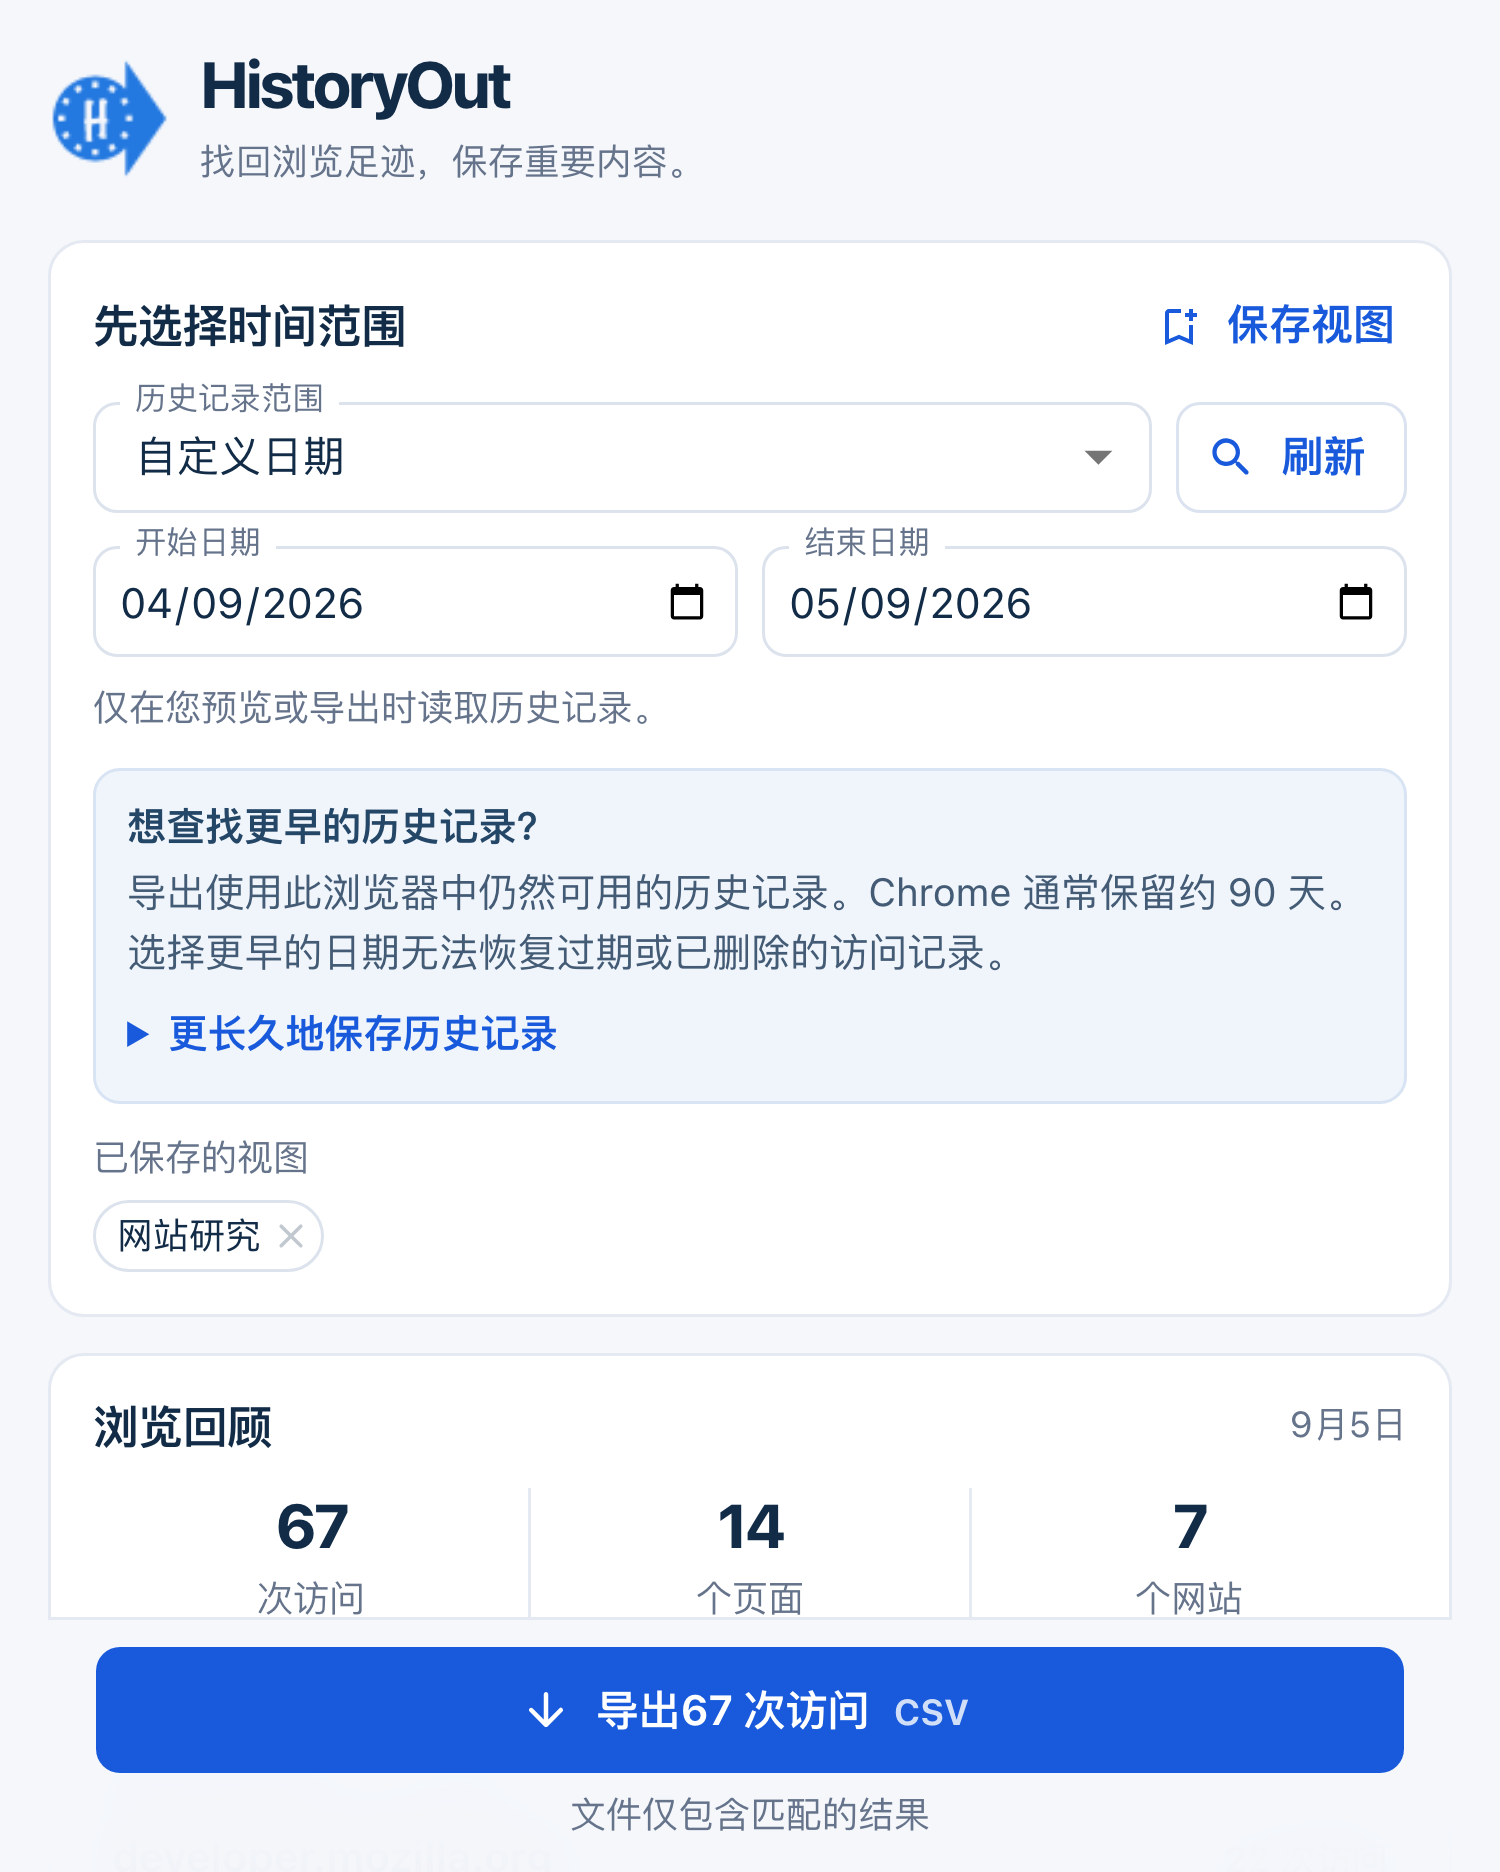 HistoryOut
找回浏览足迹，保存重要内容。
先选择时间范围
保存视图
历史记录范围
自定义日期
刷新
开始日期
04/09/2026
结束日期
05/09/2026
仅在您预览或导出时读取历史记录。
想查找更早的历史记录?
导出使用此浏览器中仍然可用的历史记录。Chrome 通常保留约 90 天。
选择更早的日期无法恢复过期或已删除的访问记录。
更长久地保存历史记录
已保存的视图
网站研究
浏览回顾
9月5日
67
次访问
14
个页面
7
个网站
导出67 次访问 CSV
文件仅包含匹配的结果
developer.mozilla.org